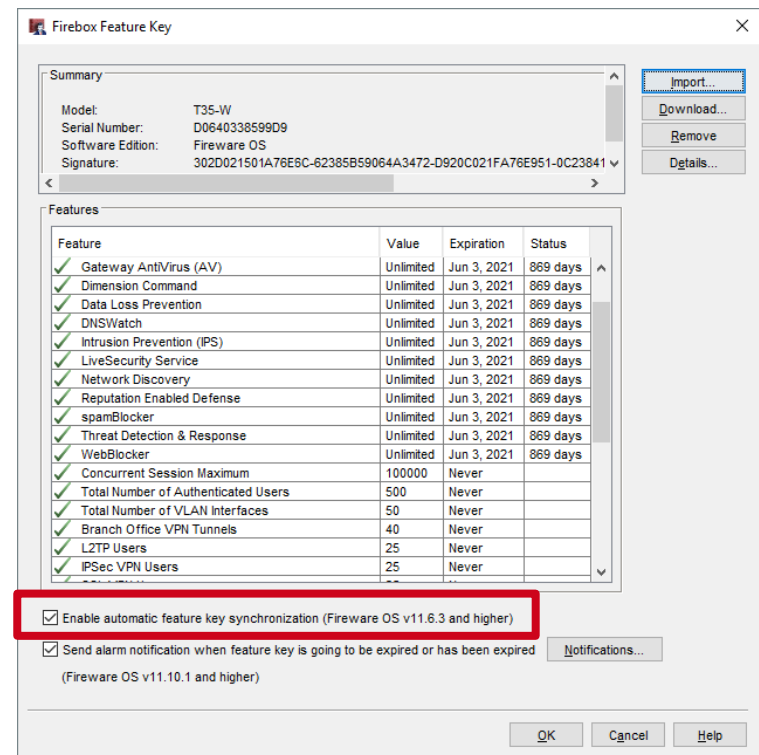 Firebox Feature Key
Summary
Import...
Model: T35-W
Download...
Serial Number: D0640338599D9
Software Edition: Fireware OS
Remove
Signature: 302D021501A76E6C-62385B59064A3472-D920C021FA76E951-0C23841
Details...
Features
Feature Value Expiration Status
Gateway AntiVirus (AV) Unlimited Jun 3, 2021 869 days
Dimension Command Unlimited Jun 3, 2021 869 days
Data Loss Prevention Unlimited Jun 3, 2021 869 days
DNSWatch Unlimited Jun 3, 2021 869 days
Intrusion Prevention (IPS) Unlimited Jun 3, 2021 869 days
LiveSecurity Service Unlimited Jun 3, 2021 869 days
Network Discovery Unlimited Jun 3, 2021 869 days
Reputation Enabled Defense Unlimited Jun 3, 2021 869 days
spamBlocker Unlimited Jun 3, 2021 869 days
Threat Detection & Response Unlimited Jun 3, 2021 869 days
WebBlocker Unlimited Jun 3, 2021 869 days
Concurrent Session Maximum 100000 Never
Total Number of Authenticated Users 500 Never
Total Number of VLAN Interfaces 50 Never
Branch Office VPN Tunnels 40 Never
L2TP Users 25 Never
IPSec VPN Users 25 Never
Enable automatic feature key synchronization (Fireware OS v11.6.3 and higher)
Send alarm notification when feature key is going to be expired or has been expired Notifications...
(Fireware OS v11.10.1 and higher)
OK Cancel Help